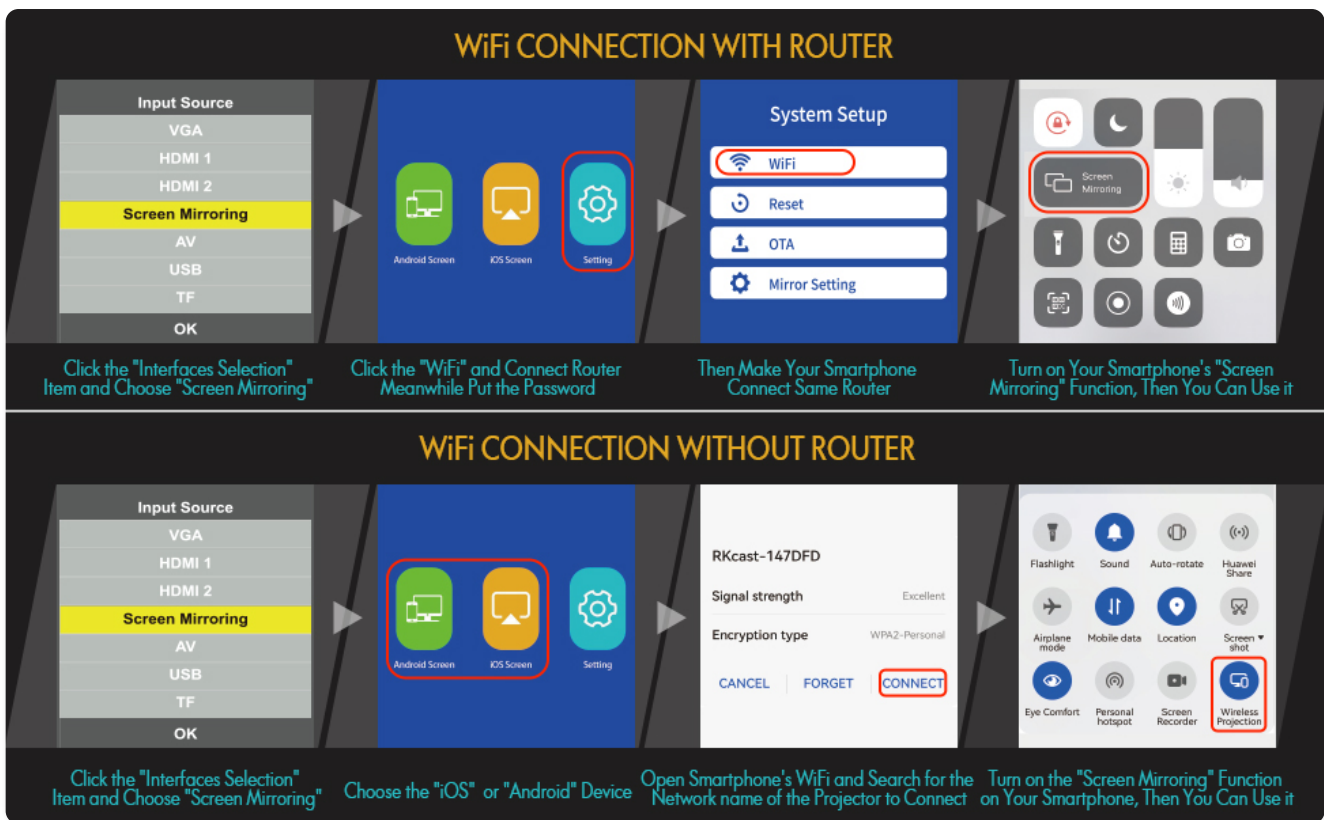 WiFi CONNECTION WITH ROUTER
Input Source
VGA
HDMI 1
HDMI 2
Screen Mirroring
AV
USB
TF
OK
Android Screen
iOS Screen
Setting
System Setup
WiFi
Reset
OTA
Mirror Setting
Screen
Mirroring
Click the "Interfaces Selection"
Item and Choose "Screen Mirroring"
Click the "WiFi" and Connect Router
Meanwhile Put the Password
Then Make Your Smartphone
Connect Same Router
Turn on Your Smartphone's "Screen
Mirroring" Function, Then You Can Use it
WiFi CONNECTION WITHOUT ROUTER
Input Source
VGA
HDMI 1
HDMI 2
Screen Mirroring
AV
USB
TF
OK
Android Screen
iOS Screen
Setting
RKcast-147DFD
Signal strength Excellent
Encryption type WPA2-Personal
CANCEL FORGET CONNECT
Flashlight Sound Auto-rotate Huawei
Share
Airplane
mode
Mobile data Location Screen
shot
Eye Comfort Personal
hotspot
Screen
Recorder
Wireless
Projection
Click the "Interfaces Selection"
Item and Choose "Screen Mirroring"
Choose the "iOS" or "Android" Device
Open Smartphone's WiFi and Search for the
Network name of the Projector to Connect
Turn on the "Screen Mirroring" Function
on Your Smartphone, Then You Can Use it